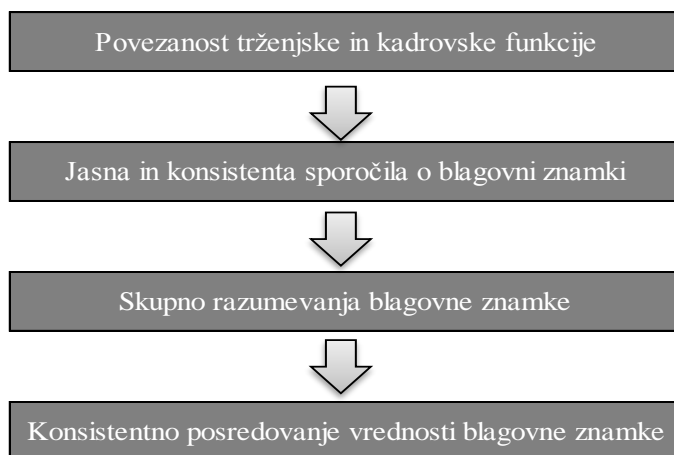 Povezanost trženjske in kadrovske funkcije
Jasna in konsistenta sporočila o blagovni znamki
Skupno razumevanja blagovne znamke
Konsistentno posredovanje vrednosti blagovne znamke